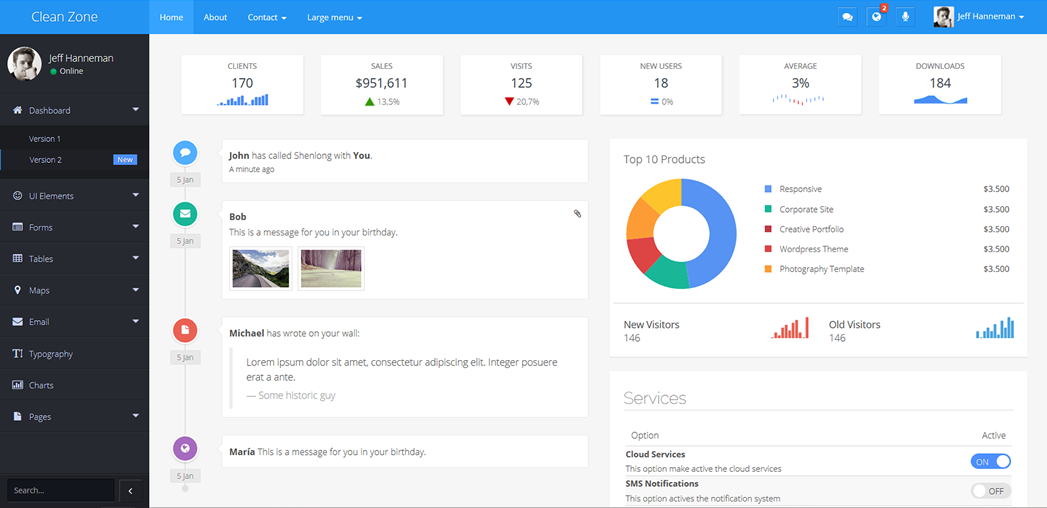 Clean Zone
Home
About
Contact
Large menu
2
Jeff Hanneman
Jeff Hanneman
Online
Dashboard
Version 1
Version 2
New
UI Elements
Forms
Tables
Maps
Email
Typography
Charts
Pages
Search...
CLIENTS
170
SALES
$951,611
13,5%
VISITS
125
20,7%
NEW USERS
18
0%
AVERAGE
3%
DOWNLOADS
184
5 Jan
John has called Shenlong with You.
A minute ago
5 Jan
Bob
This is a message for you in your birthday.
5 Jan
Michael has wrote on your wall:
Lorem ipsum dolor sit amet, consectetur adipiscing elit. Integer posuere
erat a ante.
— Some historic guy
5 Jan
María This is a message for you in your birthday.
Top 10 Products
Responsive $3.500
Corporate Site $3.500
Creative Portfolio $3.500
Wordpress Theme $3.500
Photography Template $3.500
New Visitors
146
Old Visitors
146
Services
Option Active
Cloud Services
This option make active the cloud services
ON
SMS Notifications
This option actives the notification system
OFF